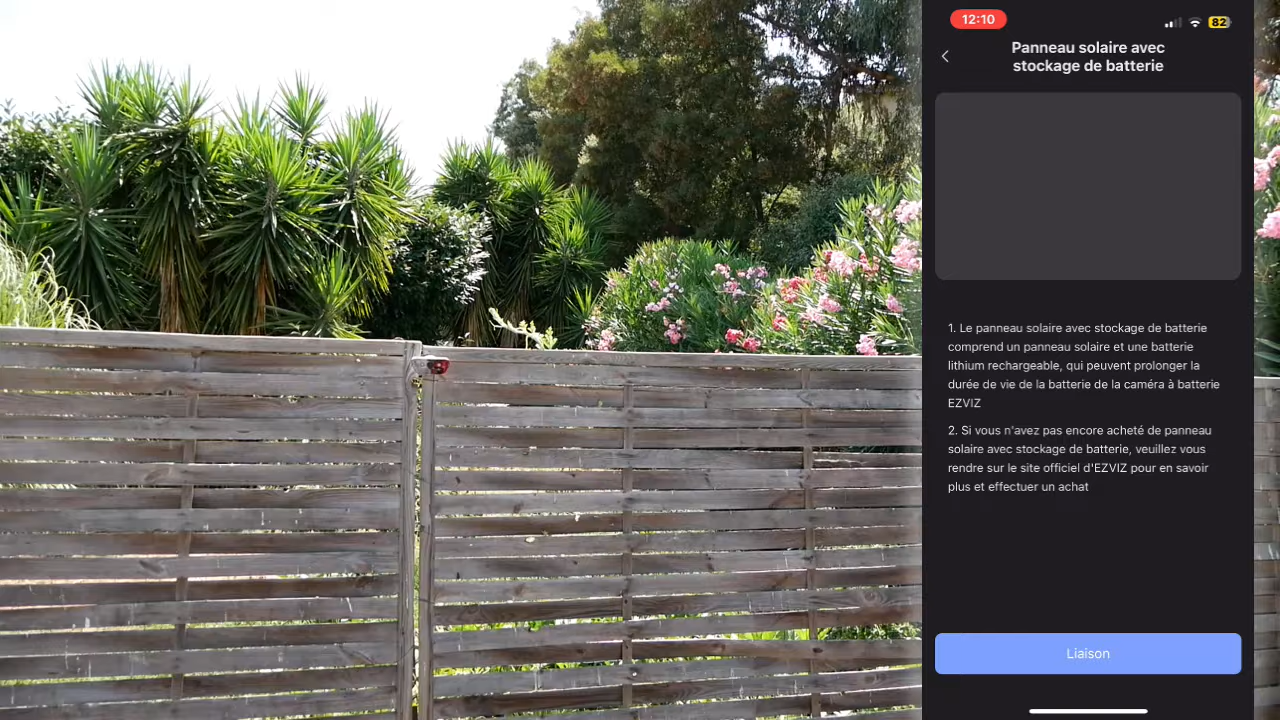 12:10
82
Panneau solaire avec
stockage de batterie
1. Le panneau solaire avec stockage de batterie
comprend un panneau solaire et une batterie
lithium rechargeable, qui peuvent prolonger la
durée de vie de la batterie de la caméra à batterie
EZVIZ
2. Si vous n'avez pas encore acheté de panneau
solaire avec stockage de batterie, veuillez vous
rendre sur le site officiel d'EZVIZ pour en savoir
plus et effectuer un achat
Liaison